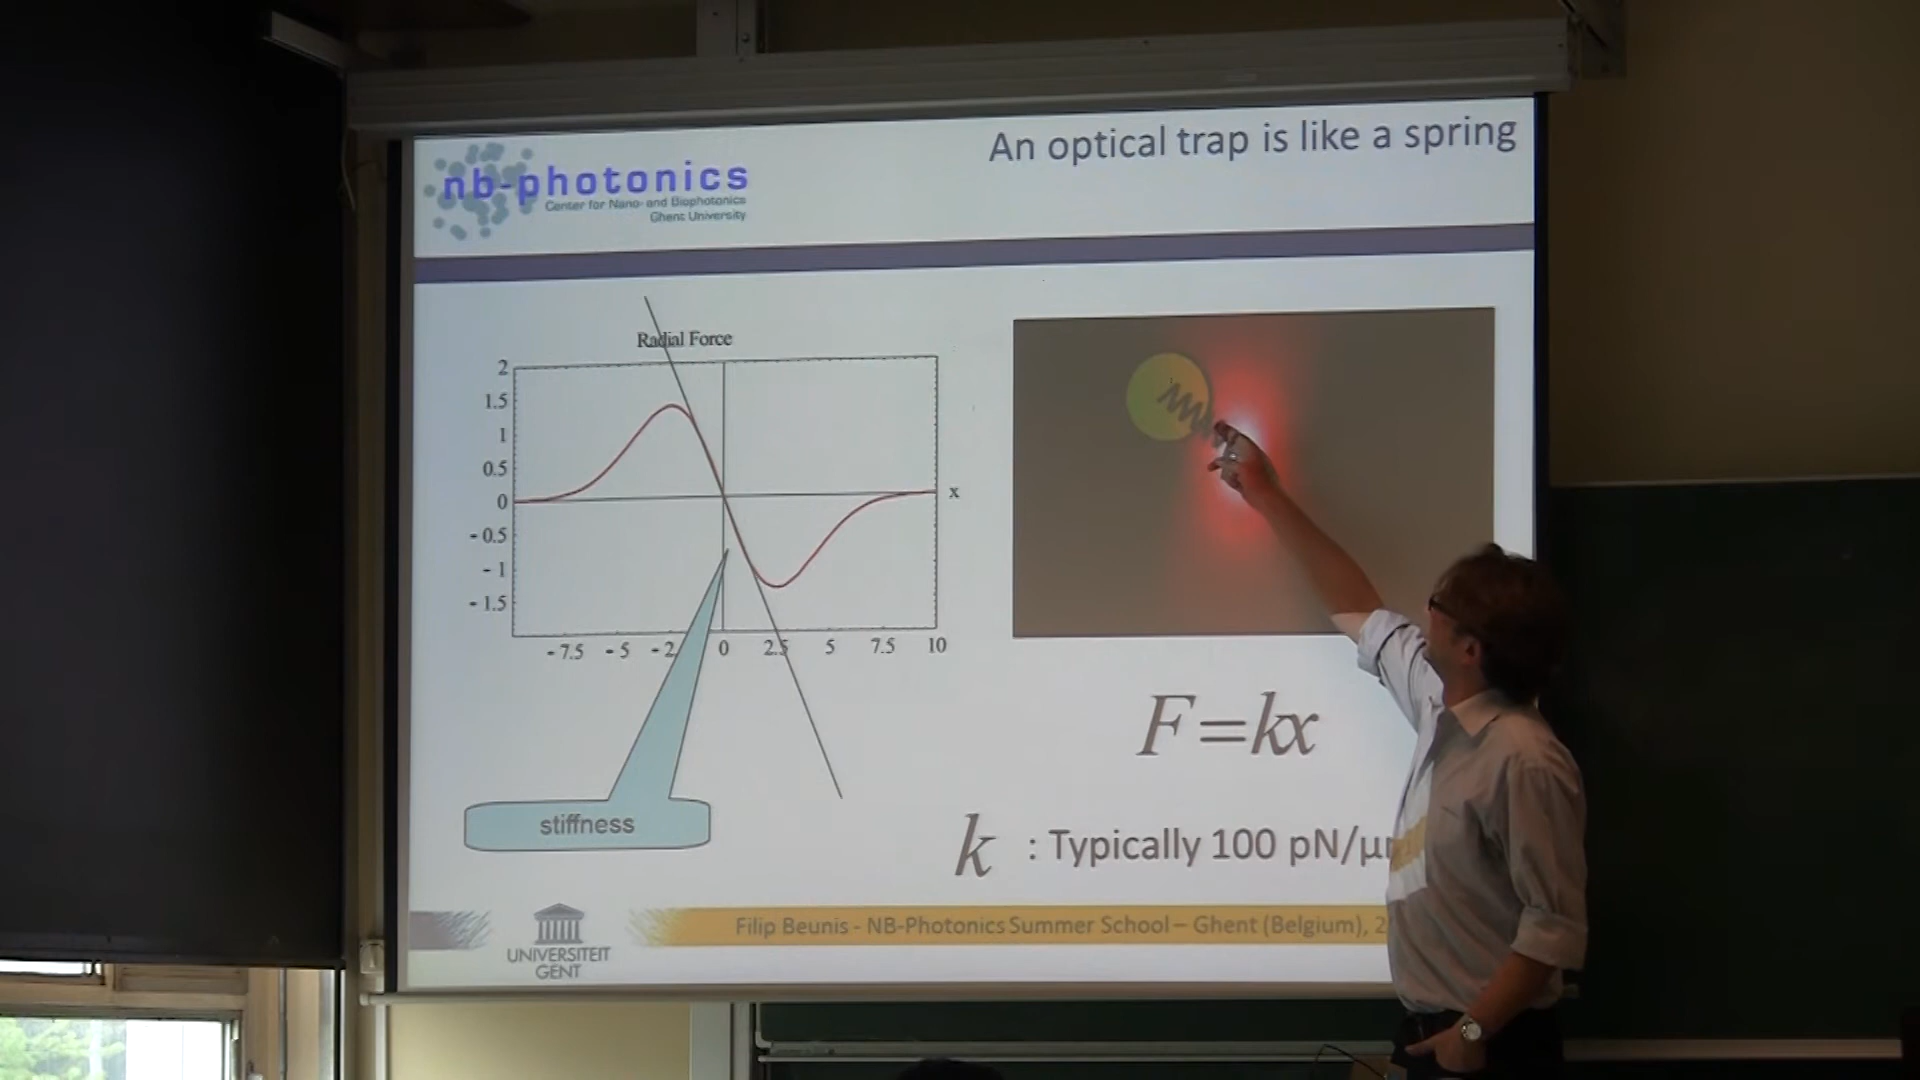 An optical trap is like a spring
nb-photonics
Center for Nano- and Biophotonics
Ghent University
Radial Force
2
1.5
1
0.5
0
- 0.5
- 1
- 1.5
x
- 7.5 - 5 - 2 0 2.5 5 7.5 10
F=kx
stiffness
k : Typically 100 pN/µ
Filip Beunis - NB-Photonics Summer School – Ghent (Belgium), 2
UNIVERSITEIT
GENT